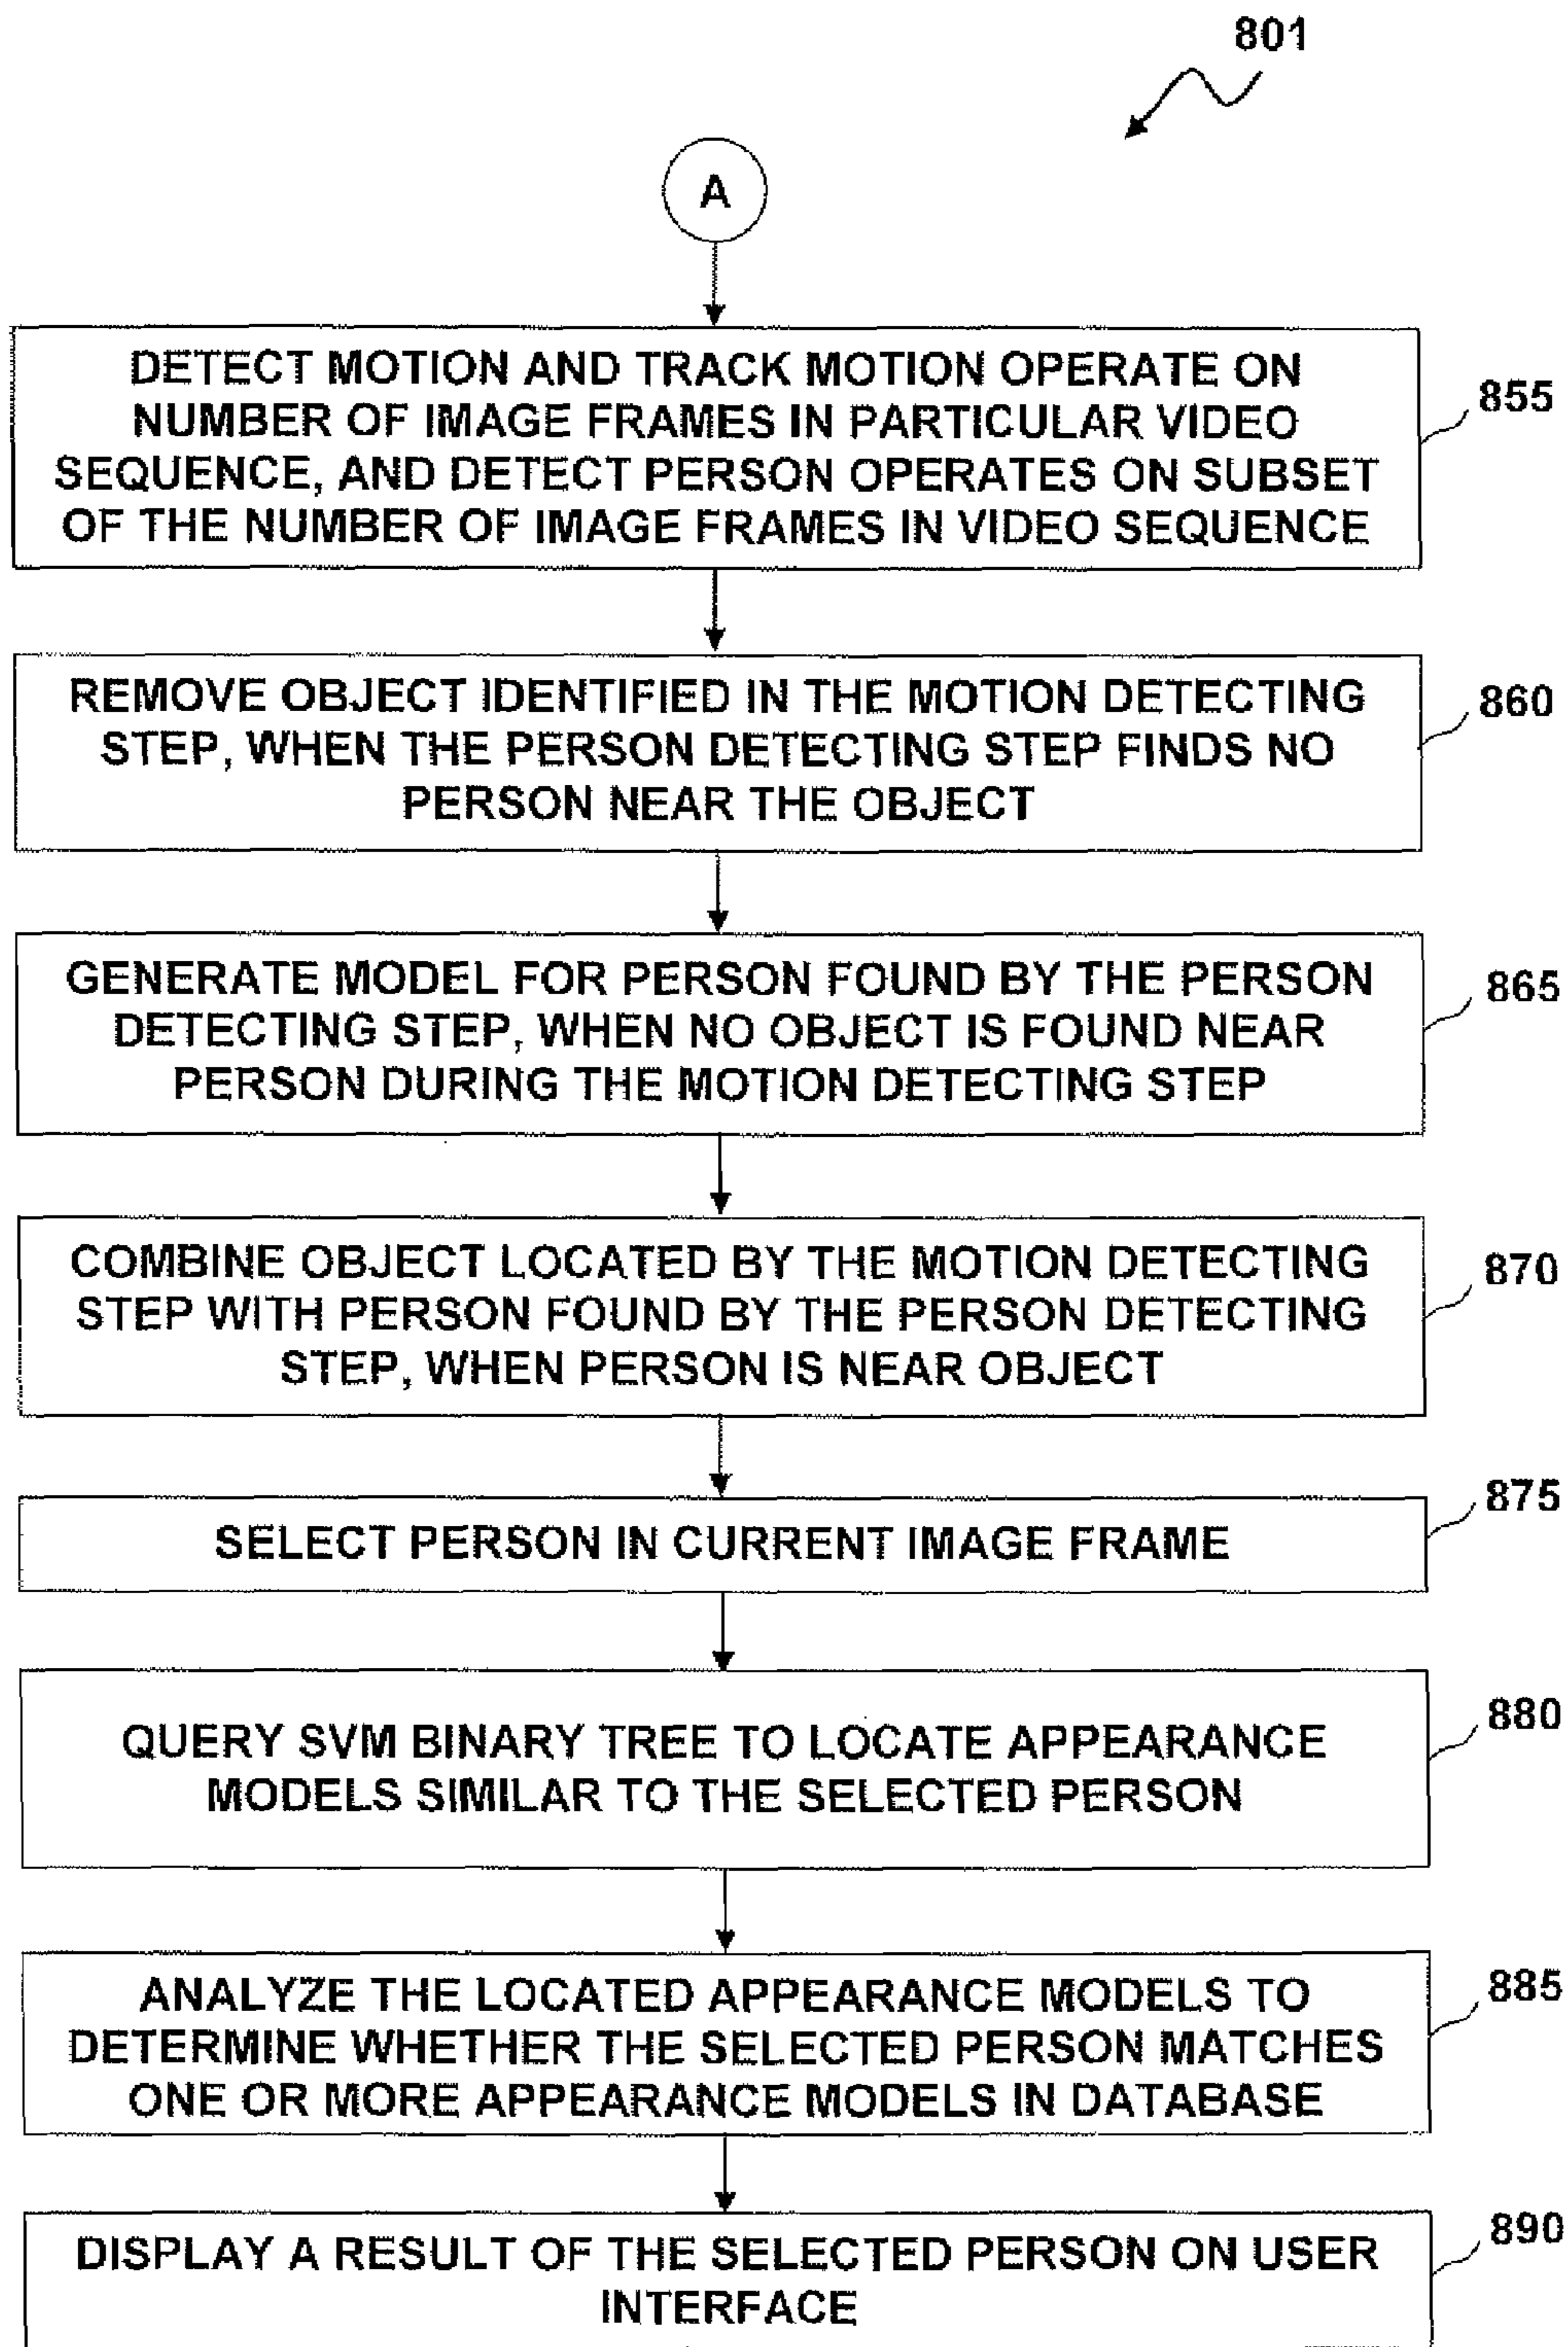 801
A
DETECT MOTION AND TRACK MOTION OPERATE ON
NUMBER OF IMAGE FRAMES IN PARTICULAR VIDEO
SEQUENCE, AND DETECT PERSON OPERATES ON SUBSET
OF THE NUMBER OF IMAGE FRAMES IN VIDEO SEQUENCE
855
REMOVE OBJECT IDENTIFIED IN THE MOTION DETECTING
STEP, WHEN THE PERSON DETECTING STEP FINDS NO
PERSON NEAR THE OBJECT
860
GENERATE MODEL FOR PERSON FOUND BY THE PERSON
DETECTING STEP, WHEN NO OBJECT IS FOUND NEAR
PERSON DURING THE MOTION DETECTING STEP
865
COMBINE OBJECT LOCATED BY THE MOTION DETECTING
STEP WITH PERSON FOUND BY THE PERSON DETECTING
STEP, WHEN PERSON IS NEAR OBJECT
870
SELECT PERSON IN CURRENT IMAGE FRAME
875
QUERY SVM BINARY TREE TO LOCATE APPEARANCE
MODELS SIMILAR TO THE SELECTED PERSON
880
ANALYZE THE LOCATED APPEARANCE MODELS TO
DETERMINE WHETHER THE SELECTED PERSON MATCHES
ONE OR MORE APPEARANCE MODELS IN DATABASE
885
DISPLAY A RESULT OF THE SELECTED PERSON ON USER
INTERFACE
890